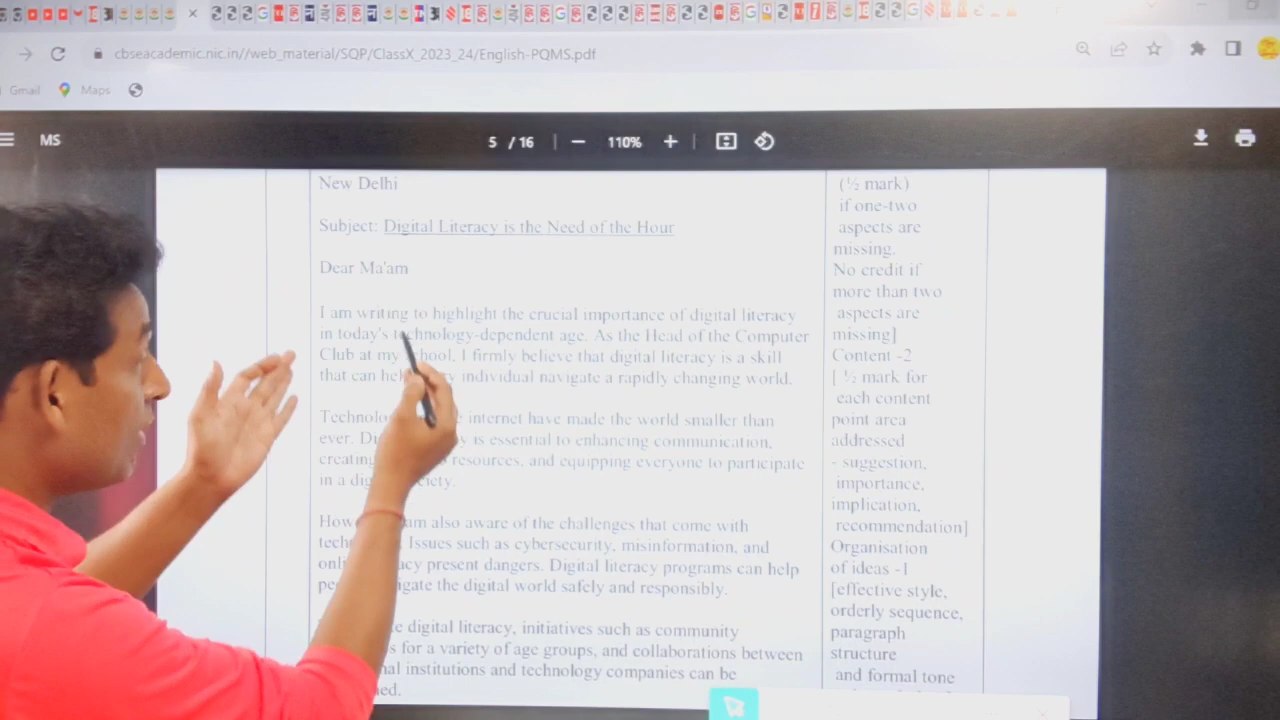 cbseacademic.nic.in//web_material/SQP/ClassX_2023_24/English-PQMS.pdf
Gmail Maps
MS 5 / 16 110%
New Delhi
Subject: Digital Literacy is the Need of the Hour
Dear Ma'am
I am writing to highlight the crucial importance of digital literacy
in today's technology-dependent age. As the Head of the Computer
Club at my school. I firmly believe that digital literacy is a skill
that can individual navigate a rapidly changing world.
internet have made the world smaller than
ever. is essential to enhancing communication,
creating resources, and equipping everyone to participate
in a
am also aware of the challenges that come with
Issues such as cybersecurity, misinformation, and
present dangers. Digital literacy programs can help
the digital world safely and responsibly.
digital literacy, initiatives such as community
for a variety of age groups, and collaborations between
institutions and technology companies can be
(½ mark)
if one-two
aspects are
missing.
No credit if
more than two
aspects are
missing]
Content -2
[ ½ mark for
each content
point area
addressed
- suggestion,
importance,
implication,
recommendation]
Organisation
of ideas -1
[effective style,
orderly sequence,
paragraph
structure
and formal tone